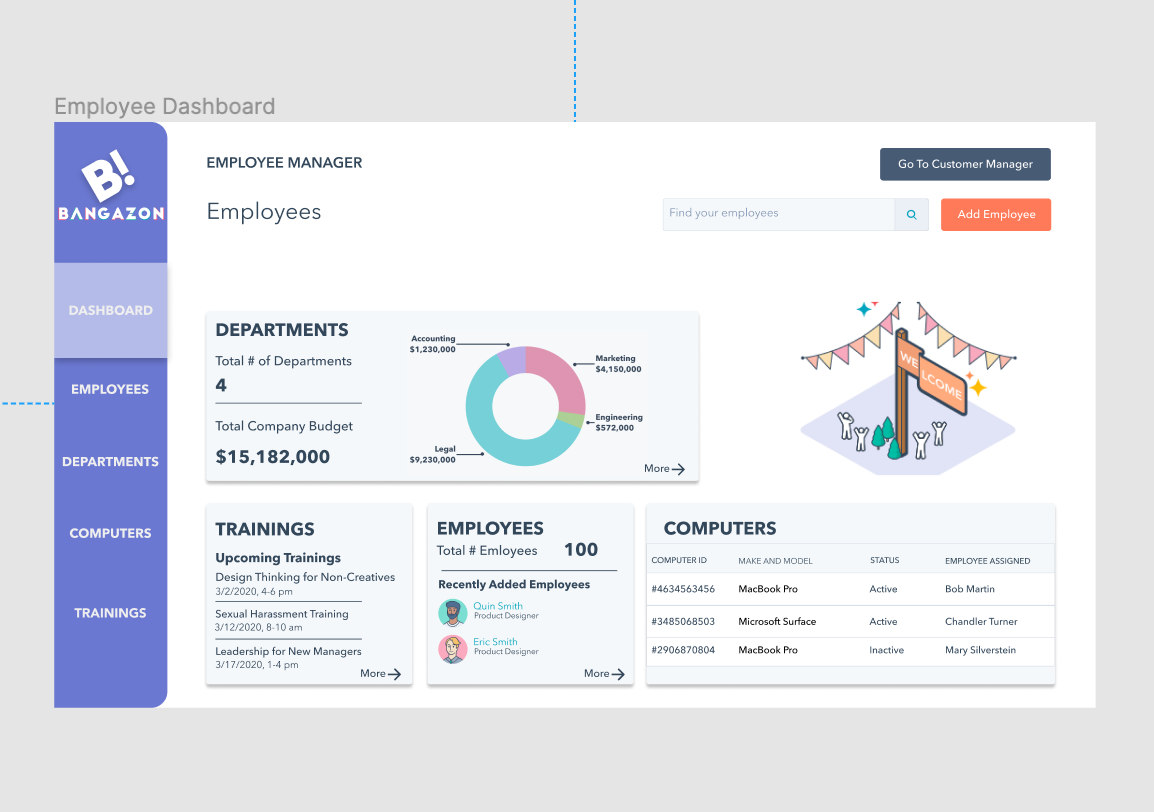 Employee Dashboard
B!
BANGAZON
DASHBOARD
EMPLOYEES
DEPARTMENTS
COMPUTERS
TRAININGS
EMPLOYEE MANAGER
Go To Customer Manager
Employees
Find your employees
Add Employee
DEPARTMENTS
Total # of Departments
4
Total Company Budget
$15,182,000
Accounting
$1,230,000
Marketing
$4,150,000
Engineering
$572,000
Legal
$9,230,000
More
WELCOME
TRAININGS
Upcoming Trainings
Design Thinking for Non-Creatives
3/2/2020, 4-6 pm
Sexual Harassment Training
3/12/2020, 8-10 am
Leadership for New Managers
3/17/2020, 1-4 pm
More
EMPLOYEES
Total # Emloyees 100
Recently Added Employees
Quin Smith
Product Designer
Eric Smith
Product Designer
More
COMPUTERS
COMPUTER ID MAKE AND MODEL STATUS EMPLOYEE ASSIGNED
#4634563456 MacBook Pro Active Bob Martin
#3485068503 Microsoft Surface Active Chandler Turner
#2906870804 MacBook Pro Inactive Mary Silverstein